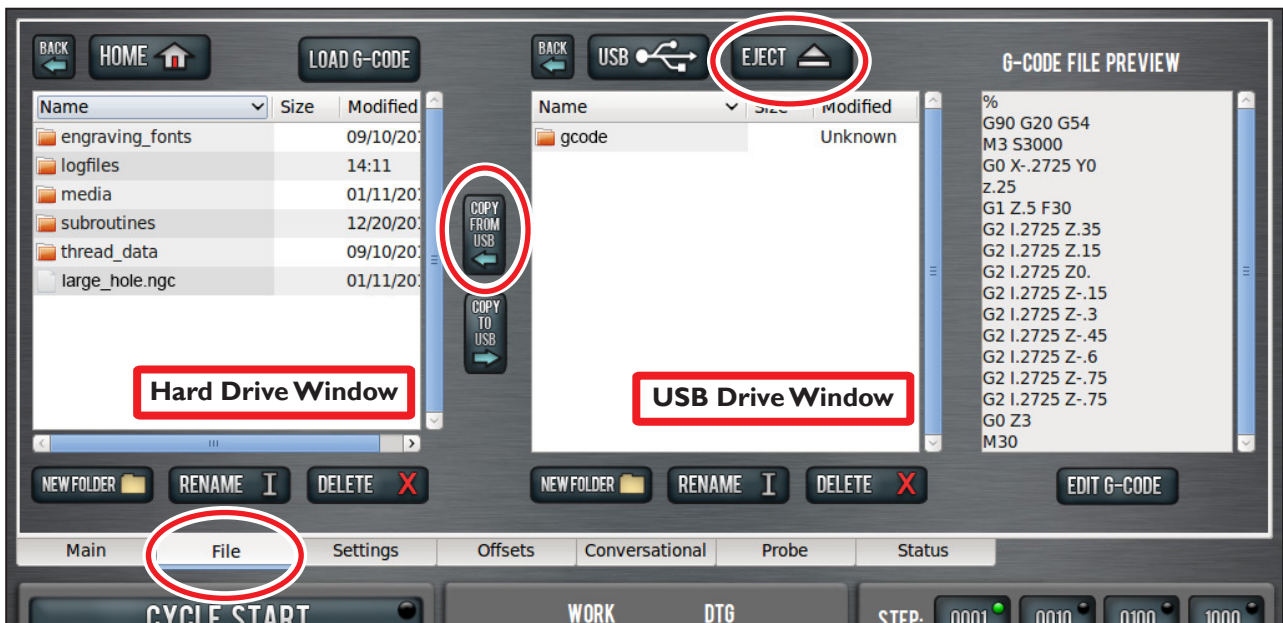 BACK HOME LOAD G-CODE
BACK USB EJECT
G-CODE FILE PREVIEW
Name Size Modified
engraving_fonts 09/10/20
logfiles 14:11
media 01/11/20
subroutines 12/20/20
thread_data 09/10/20
large_hole.ngc 01/11/20
Hard Drive Window
COPY
FROM
USB
COPY
TO
USB
Name Size Modified
gcode Unknown
USB Drive Window
%
G90 G20 G54
M3 S3000
G0 X-.2725 Y0
z.25
G1 Z.5 F30
G2 I.2725 Z.35
G2 I.2725 Z.15
G2 I.2725 Z0.
G2 I.2725 Z-.15
G2 I.2725 Z-.3
G2 I.2725 Z-.45
G2 I.2725 Z-.6
G2 I.2725 Z-.75
G2 I.2725 Z-.75
G0 Z3
M30
NEW FOLDER RENAME DELETE X
NEW FOLDER RENAME DELETE X
EDIT G-CODE
Main File Settings Offsets Conversational Probe Status
CYCLE START
WORK DTG
STEP: .0001 .0010 .0100 .1000